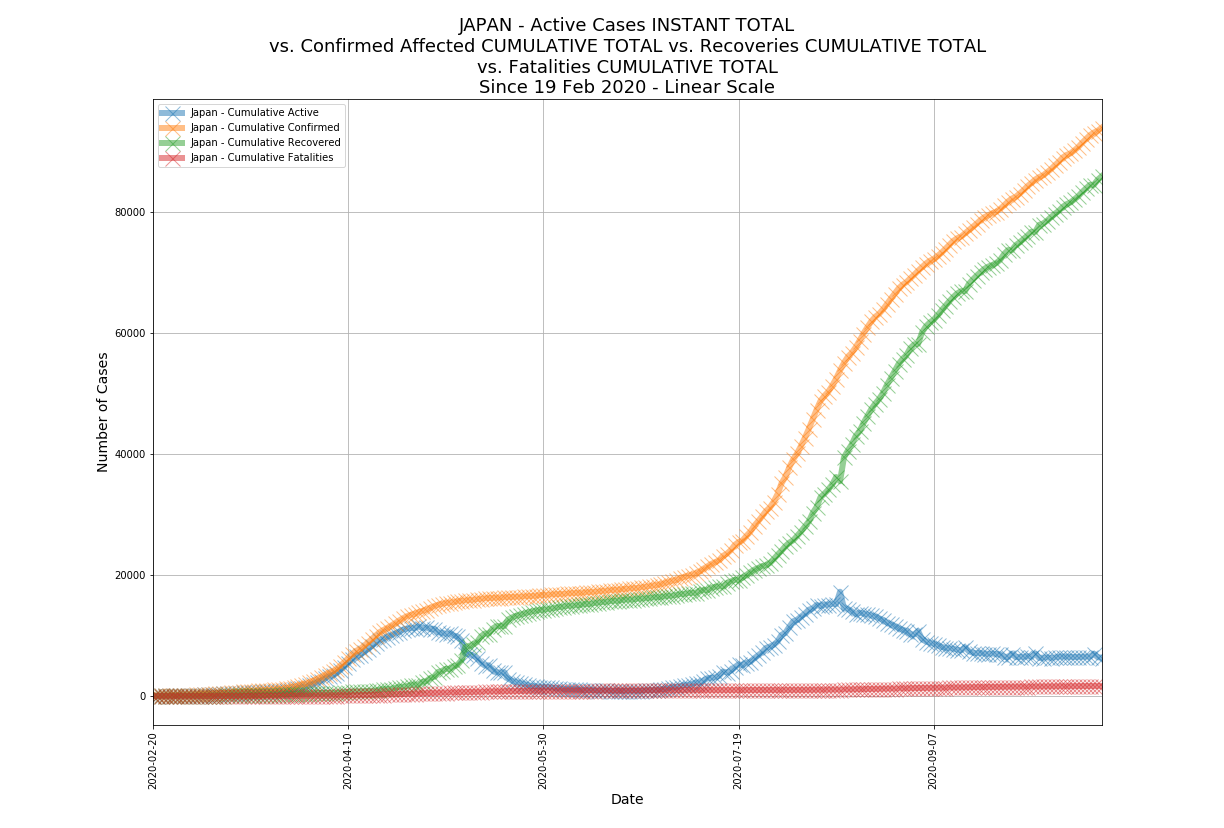 JAPAN - Active Cases INSTANT TOTAL
vs. Confirmed Affected CUMULATIVE TOTAL vs. Recoveries CUMULATIVE TOTAL
vs. Fatalities CUMULATIVE TOTAL
Since 19 Feb 2020 - Linear Scale
Japan - Cumulative Active
Japan - Cumulative Confirmed
Japan - Cumulative Recovered
Japan - Cumulative Fatalities
Number of Cases
80000
60000
40000
20000
0
2020-02-20
2020-04-10
2020-05-30
2020-07-19
2020-09-07
Date